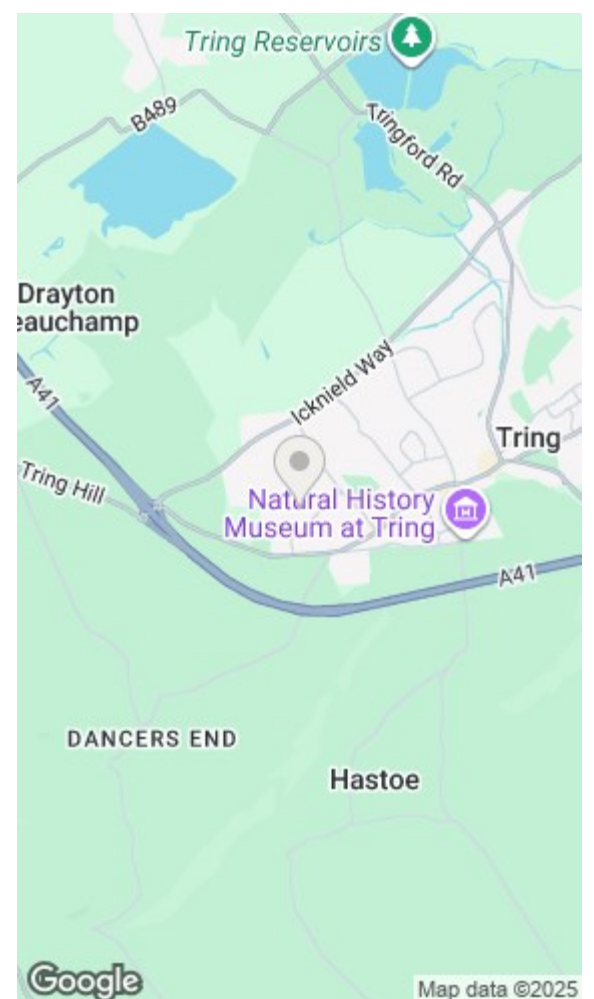 Tring Reservoirs
B489
Tringford Rd
Drayton
eauchamp
A41
Icknield Way
Tring
Tring Hill
Natural History
Museum at Tring
A41
DANCERS END
Hastoe
Google
Map data ©2025